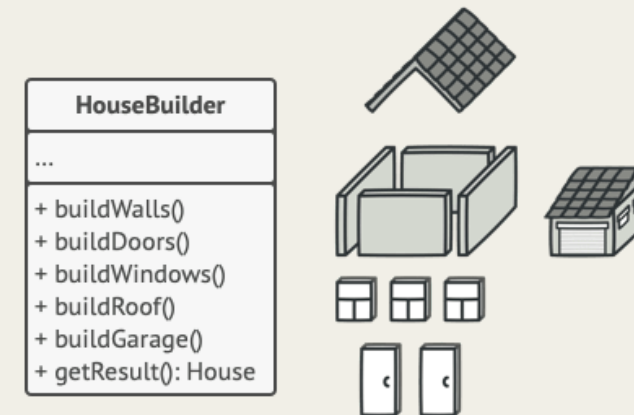 HouseBuilder
...
+ buildWalls()
+ buildDoors()
+ buildWindows()
+ buildRoof()
+ buildGarage()
+ getResult(): House